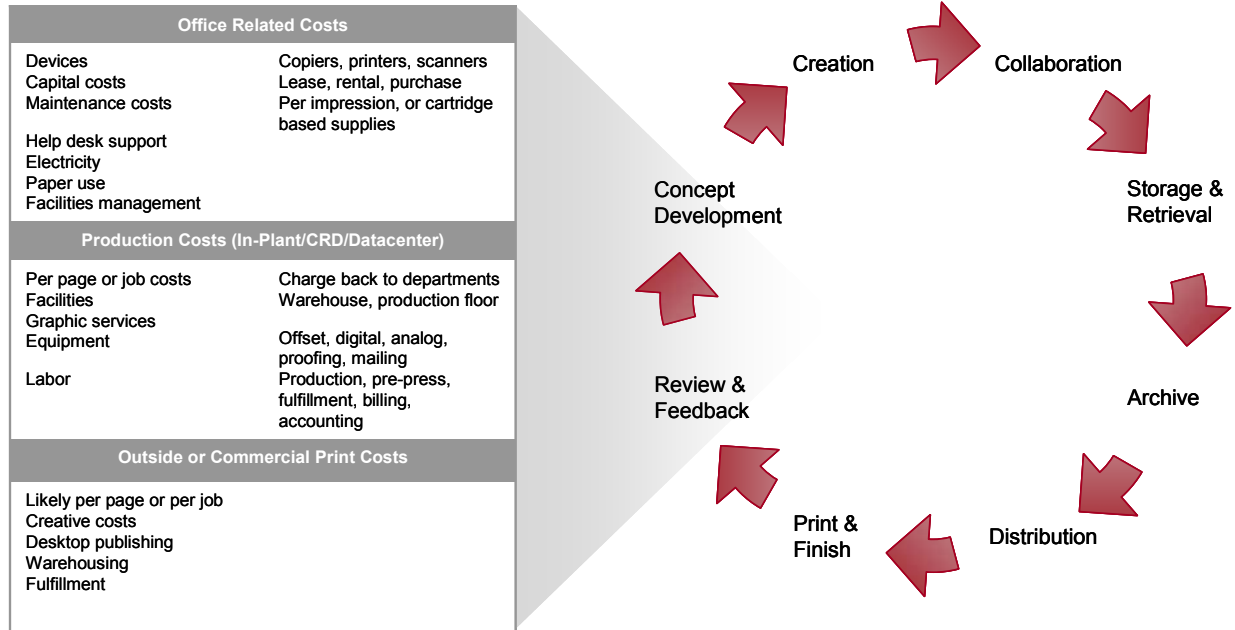 Office Related Costs
Devices
Copiers, printers, scanners
Capital costs
Lease, rental, purchase
Maintenance costs
Per impression, or cartridge
based supplies
Help desk support
Electricity
Paper use
Facilities management
Production Costs (In-Plant/CRD/Datacenter)
Per page or job costs
Charge back to departments
Facilities
Warehouse, production floor
Graphic services
Equipment
Offset, digital, analog,
proofing, mailing
Labor
Production, pre-press,
fulfillment, billing,
accounting
Outside or Commercial Print Costs
Likely per page or per job
Creative costs
Desktop publishing
Warehousing
Fulfillment
Creation
Collaboration
Storage &
Retrieval
Archive
Distribution
Print &
Finish
Review &
Feedback
Concept
Development